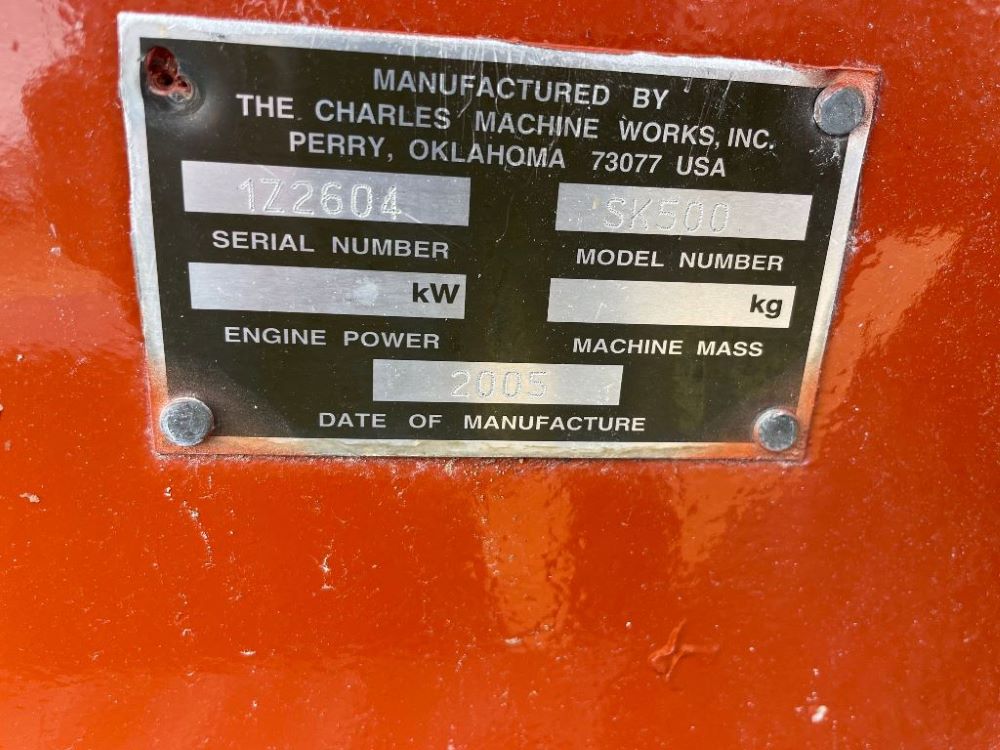 MANUFACTURED BY
THE CHARLES MACHINE WORKS, INC.
PERRY, OKLAHOMA 73077 USA
1Z2604 SK500
SERIAL NUMBER MODEL NUMBER
kW kg
ENGINE POWER MACHINE MASS
2005
DATE OF MANUFACTURE